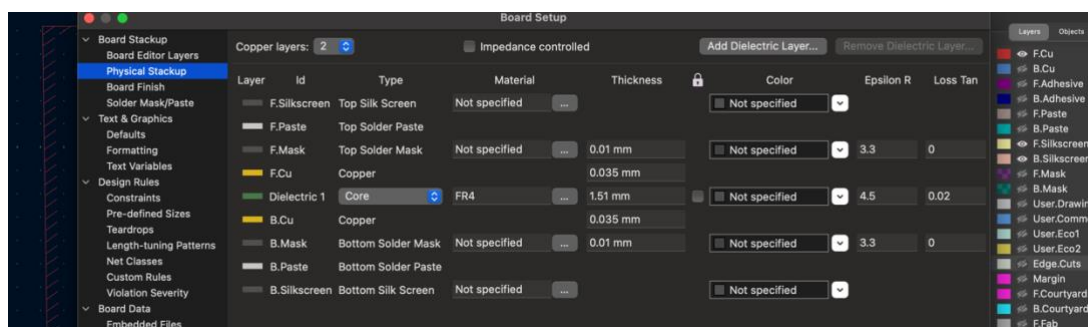 Board Setup
Board Stackup
Board Editor Layers
Physical Stackup
Board Finish
Solder Mask/Paste
Text & Graphics
Defaults
Formatting
Text Variables
Design Rules
Constraints
Pre-defined Sizes
Teardrops
Length-tuning Patterns
Net Classes
Custom Rules
Violation Severity
Board Data
Embedded Files
Copper layers: 2 Impedance controlled Add Dielectric Layer... Remove Dielectric Layer...
Layer Id Type Material Thickness Color Epsilon R Loss Tan
F.Silkscreen Top Silk Screen Not specified ... Not specified
F.Paste Top Solder Paste
F.Mask Top Solder Mask Not specified ... 0.01 mm Not specified 3.3 0
F.Cu Copper 0.035 mm
Dielectric 1 Core FR4 ... 1.51 mm Not specified 4.5 0.02
B.Cu Copper 0.035 mm
B.Mask Bottom Solder Mask Not specified ... 0.01 mm Not specified 3.3 0
B.Paste Bottom Solder Paste
B.Silkscreen Bottom Silk Screen Not specified ... Not specified
Layers Objects
F.Cu
B.Cu
F.Adhesive
B.Adhesive
F.Paste
B.Paste
F.Silkscreen
B.Silkscreen
F.Mask
B.Mask
User.Drawin
User.Comm
User.Eco1
User.Eco2
Edge.Cuts
Margin
F.Courtyard
B.Courtyard
F.Fab